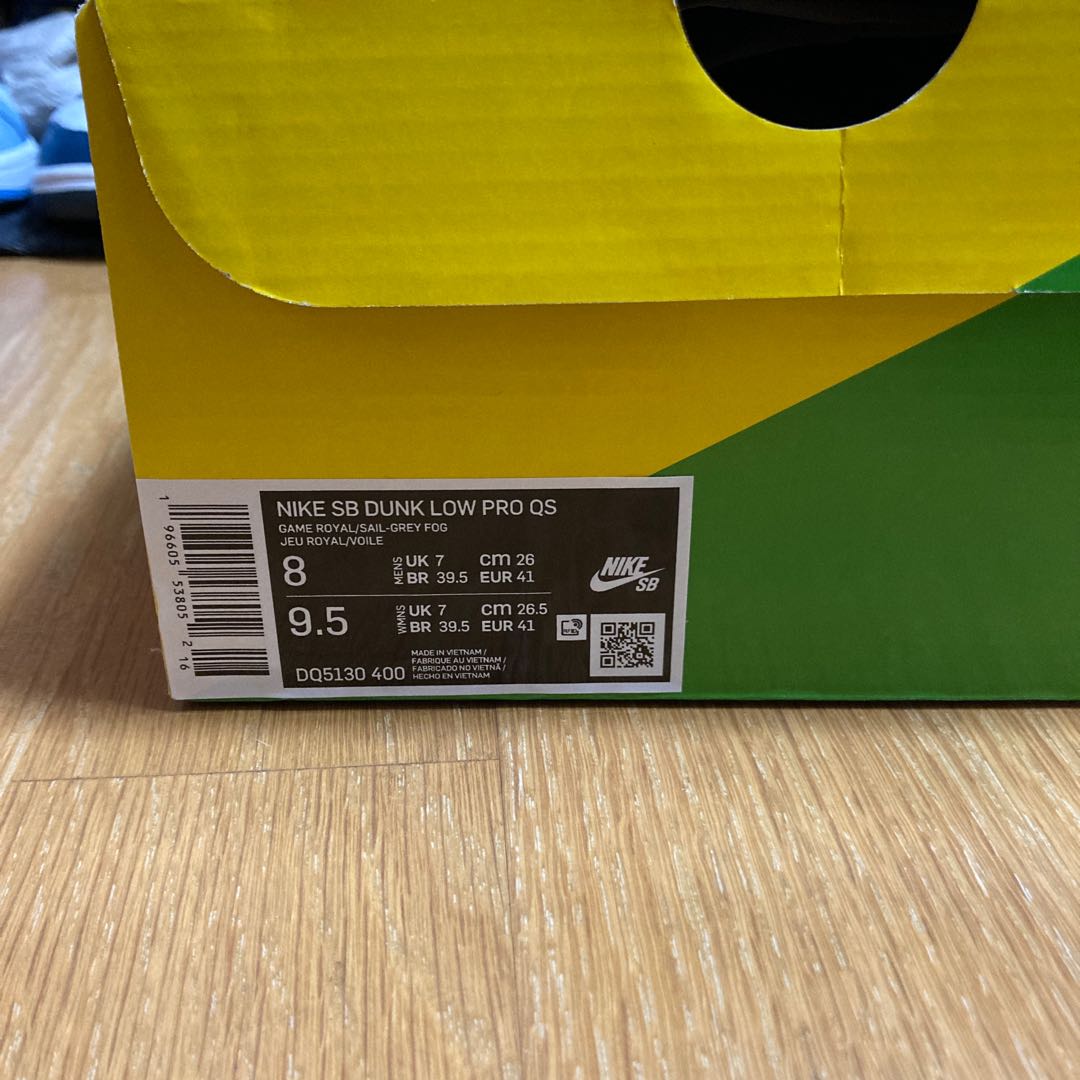 1 96605 53805 2 16
NIKE SB DUNK LOW PRO QS
GAME ROYAL/SAIL-GREY FOG
JEU ROYAL/VOILE
8 MENS UK 7 cm 26
BR 39.5 EUR 41
9.5 WMNS UK 7 cm 26.5
BR 39.5 EUR 41
DQ5130 400
MADE IN VIETNAM /
FABRIQUE AU VIETNAM /
FABRICADO NO VIETNÃ /
HECHO EN VIETNAM
NIKE
SB